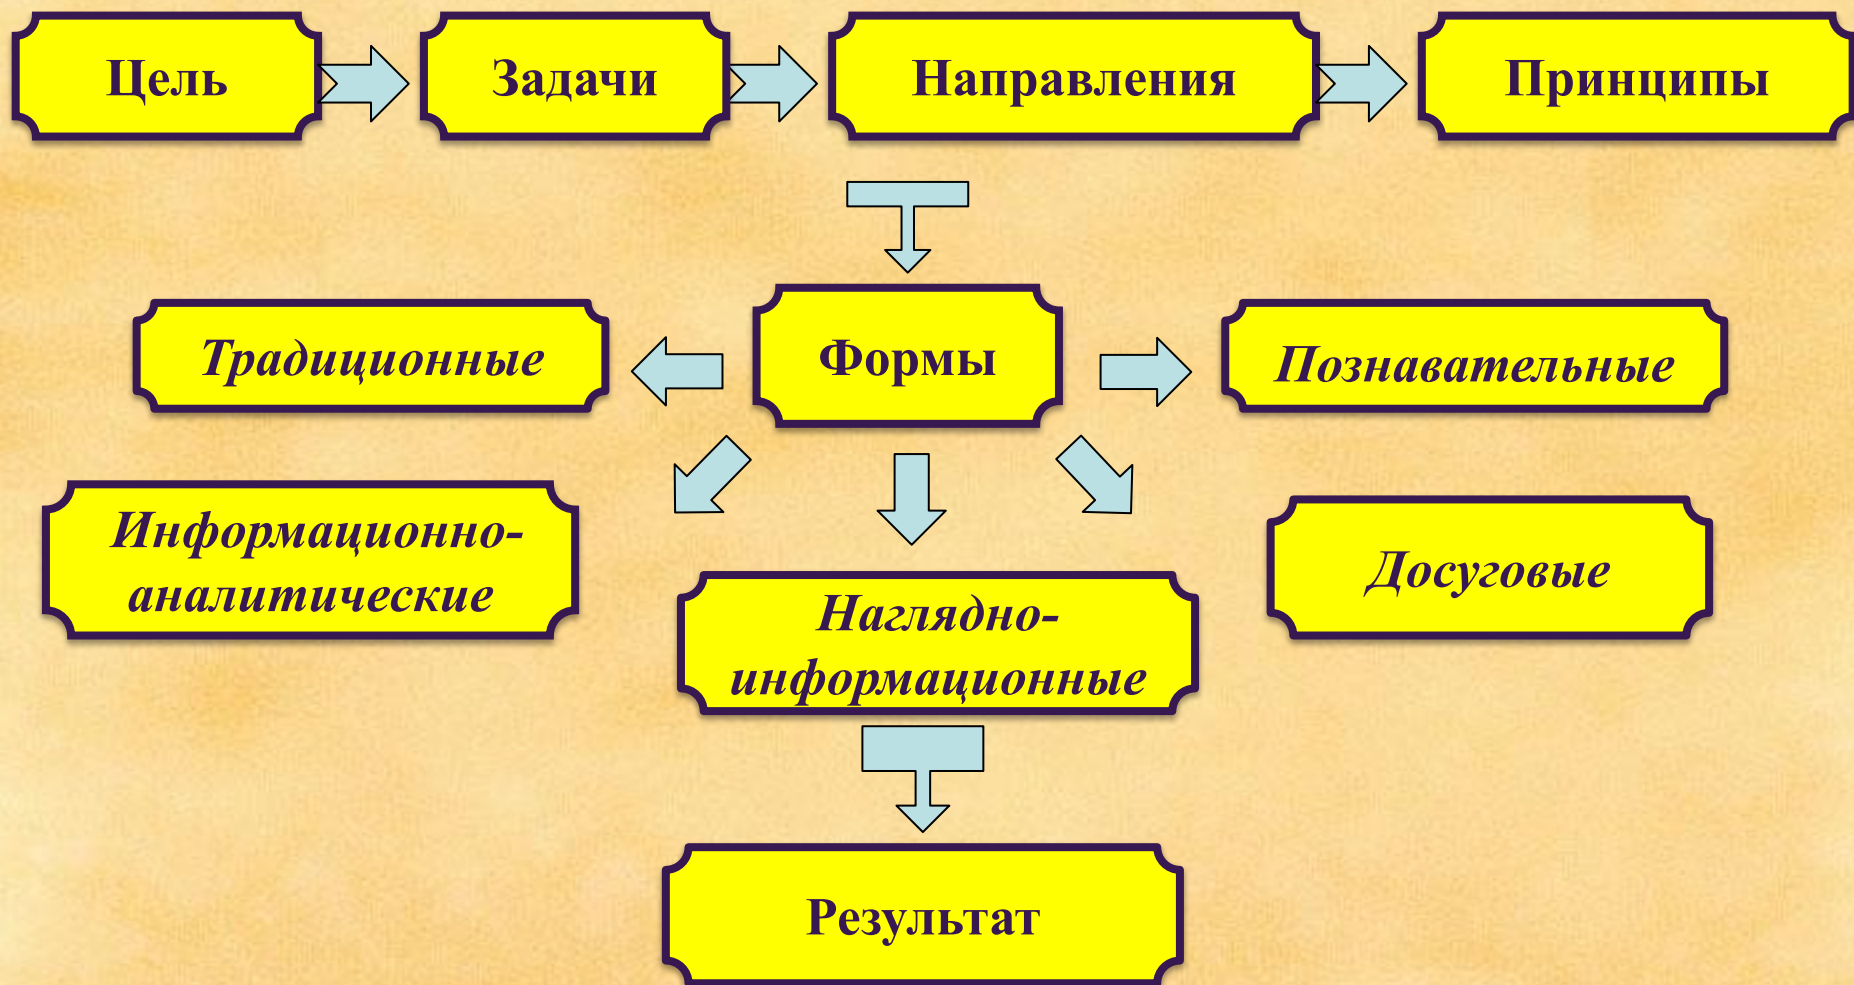 Цель
Задачи
Направления
Принципы
Традиционные
Формы
Познавательные
Информационно-
аналитические
Наглядно-
информационные
Досуговые
Результат